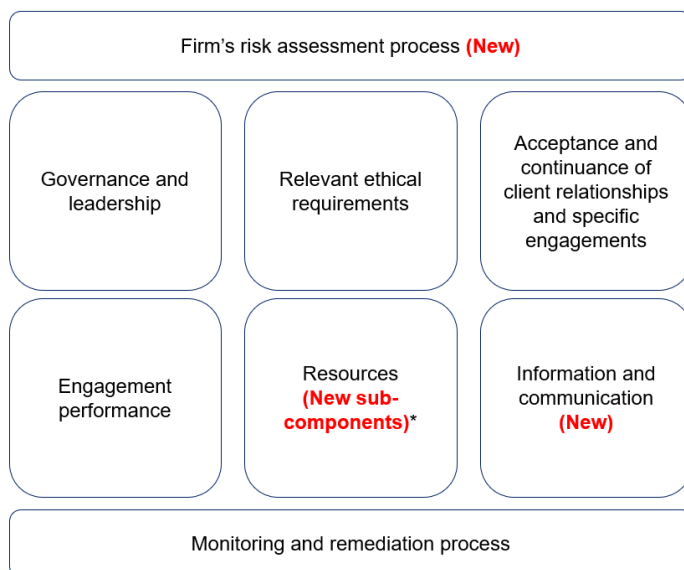 Firm’s risk assessment process (New)
Governance and
leadership
Relevant ethical
requirements
Acceptance and
continuance of
client relationships
and specific
engagements
Engagement
performance
Resources
(New sub-
components)*
Information and
communication
(New)
Monitoring and remediation process